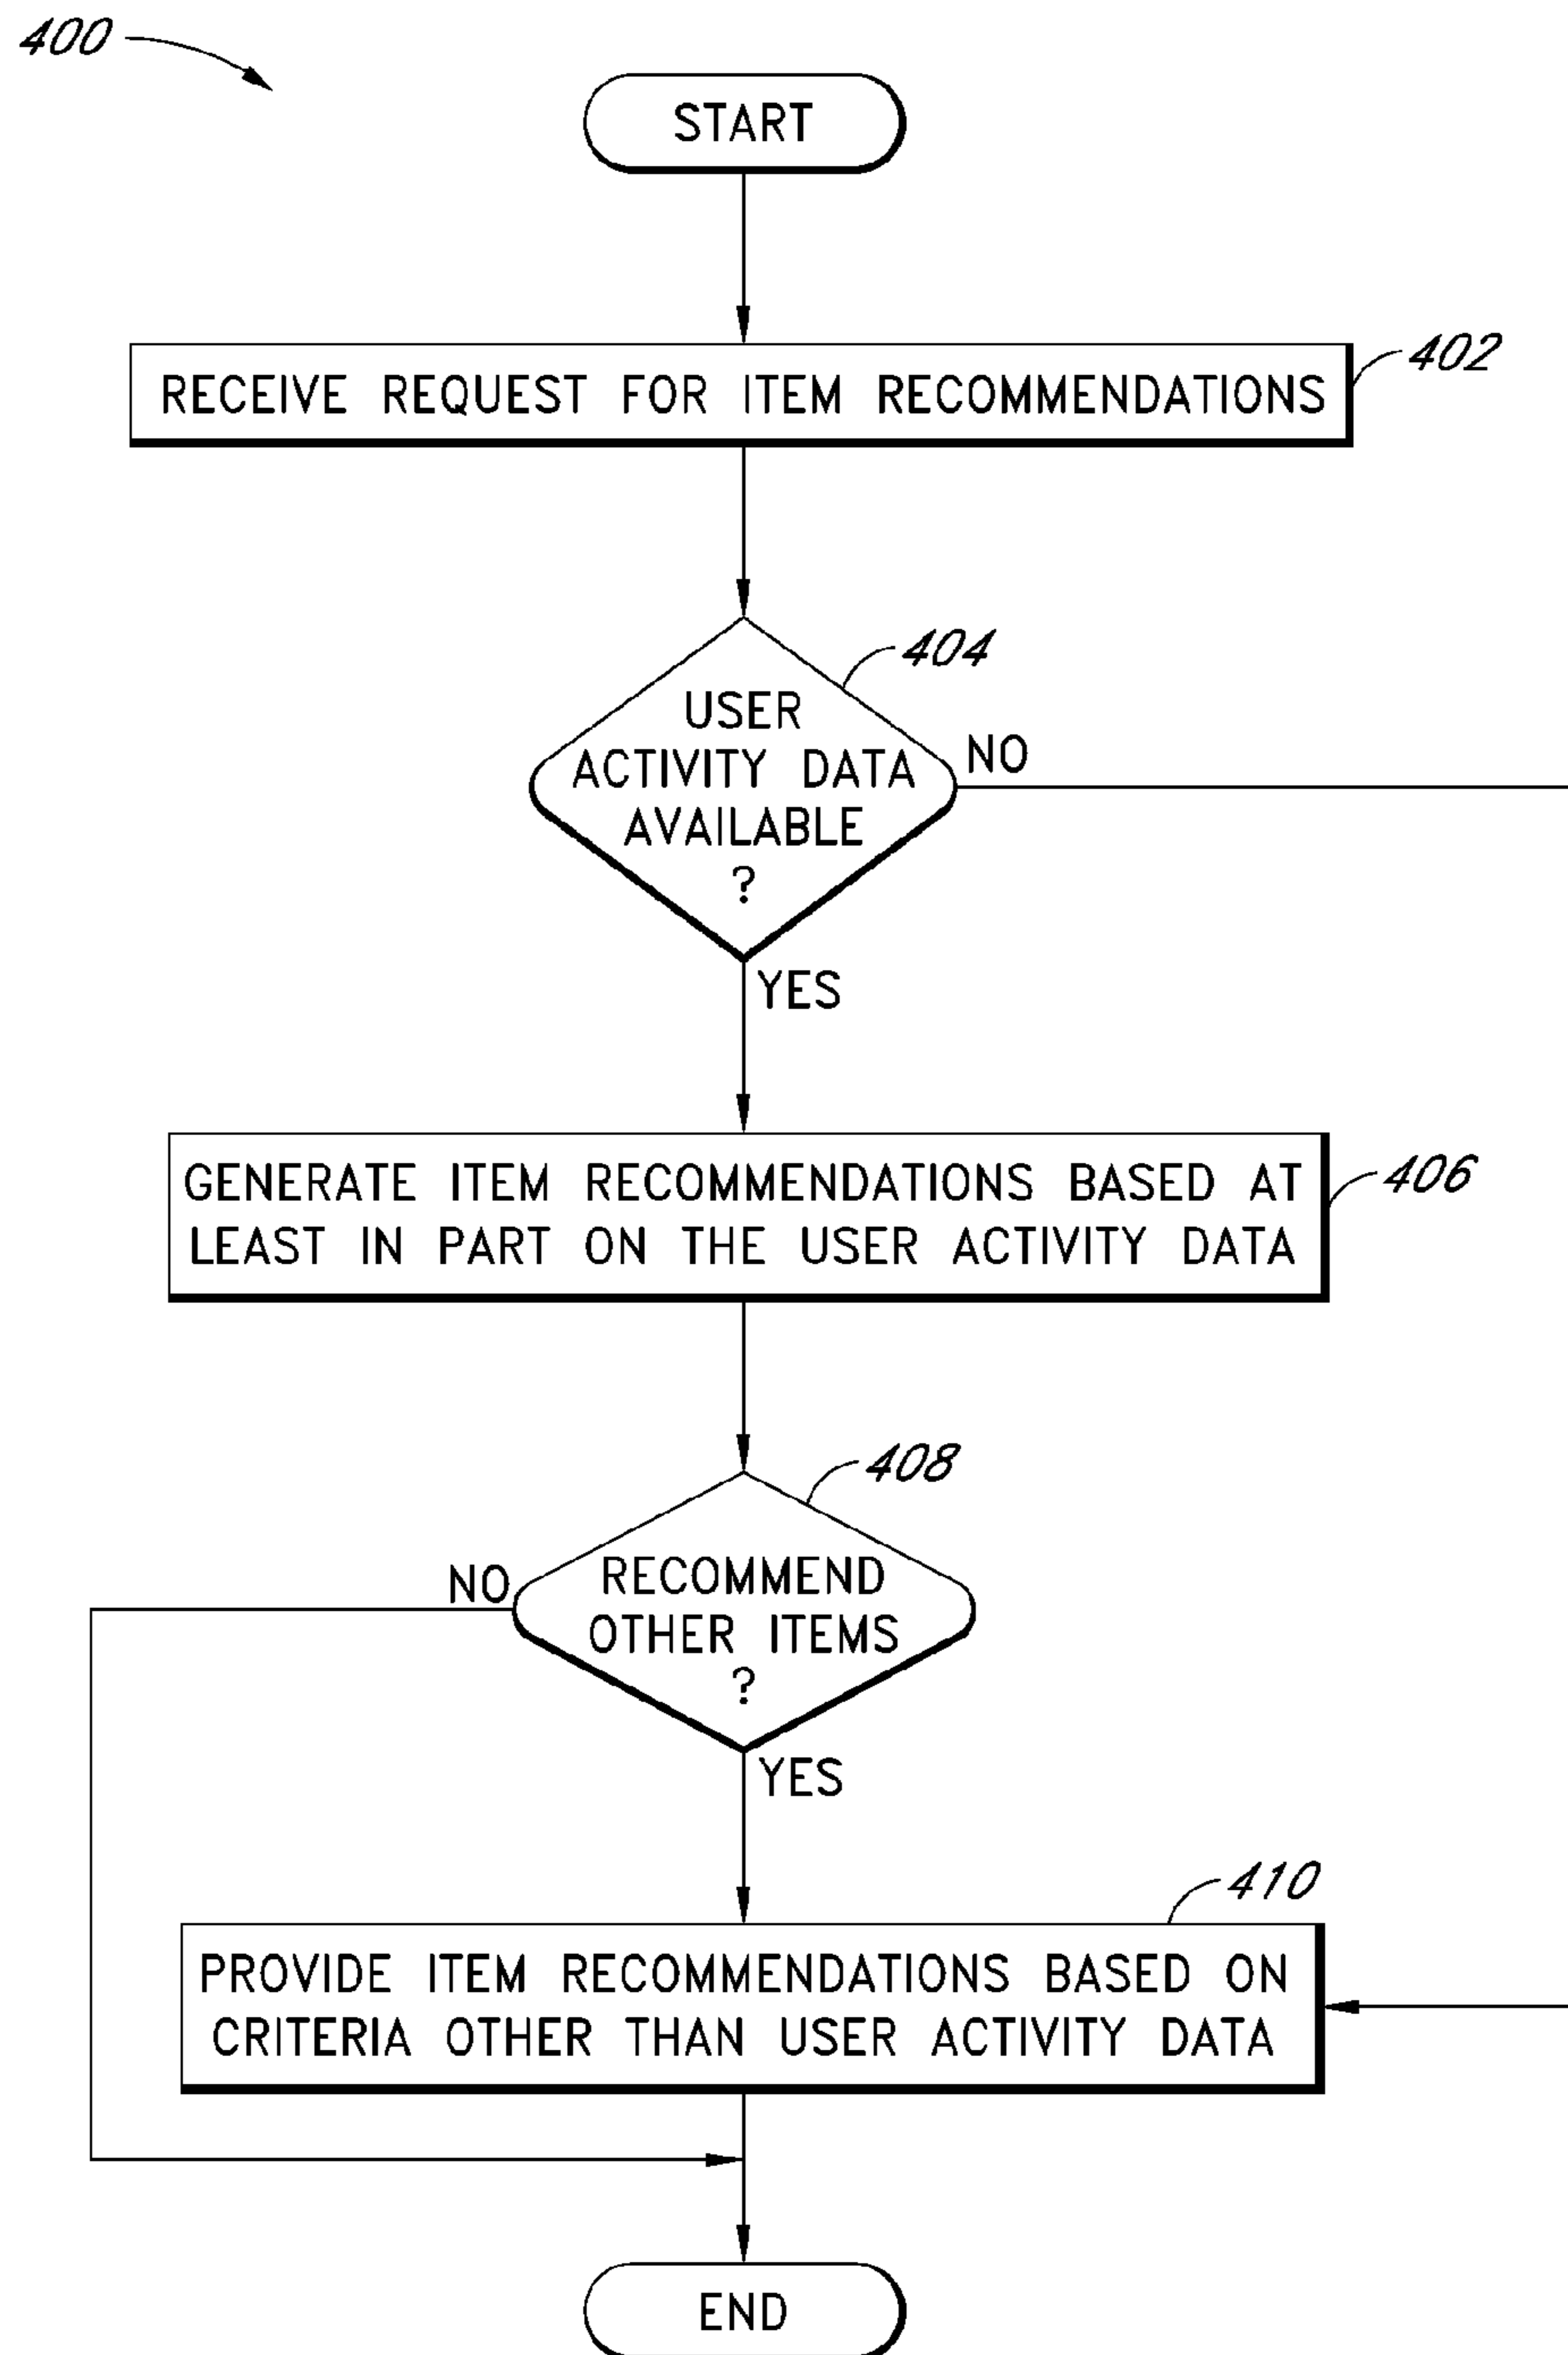 400
START
RECEIVE REQUEST FOR ITEM RECOMMENDATIONS
402
404
USER
ACTIVITY DATA
AVAILABLE
?
NO
YES
GENERATE ITEM RECOMMENDATIONS BASED AT
LEAST IN PART ON THE USER ACTIVITY DATA
406
408
RECOMMEND
OTHER ITEMS
?
NO
YES
410
PROVIDE ITEM RECOMMENDATIONS BASED ON
CRITERIA OTHER THAN USER ACTIVITY DATA
END